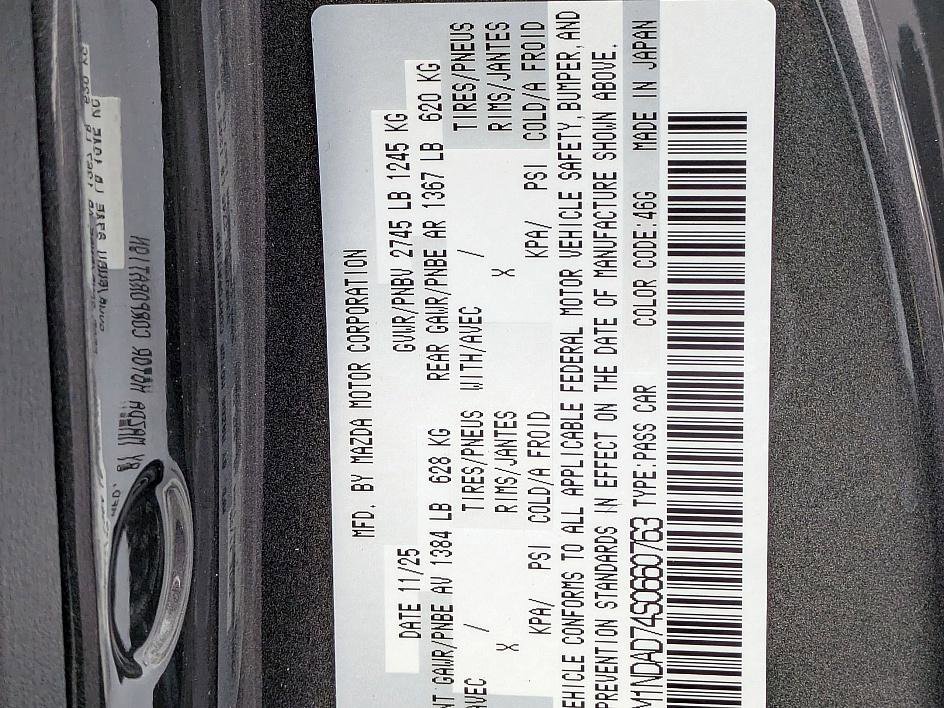 MFD. BY MAZDA MOTOR CORPORATION
DATE 11/25 GVWR/PNBV 2745 LB 1245 KG
GAWR/PNBE AV 1384 LB 628 KG REAR GAWR/PNBE AR 1367 LB 620 KG
/ TIRES/PNEUS WITH/AVEC / TIRES/PNEUS
X RIMS/JANTES X RIMS/JANTES
KPA/ PSI COLD/A FROID KPA/ PSI COLD/A FROID
CONFORMS TO ALL APPLICABLE FEDERAL MOTOR VEHICLE SAFETY, BUMPER, AND
PREVENTION STANDARDS IN EFFECT ON THE DATE OF MANUFACTURE SHOWN ABOVE.
M1NDAD74S0660763 TYPE:PASS CAR COLOR CODE:46G MADE IN JAPAN